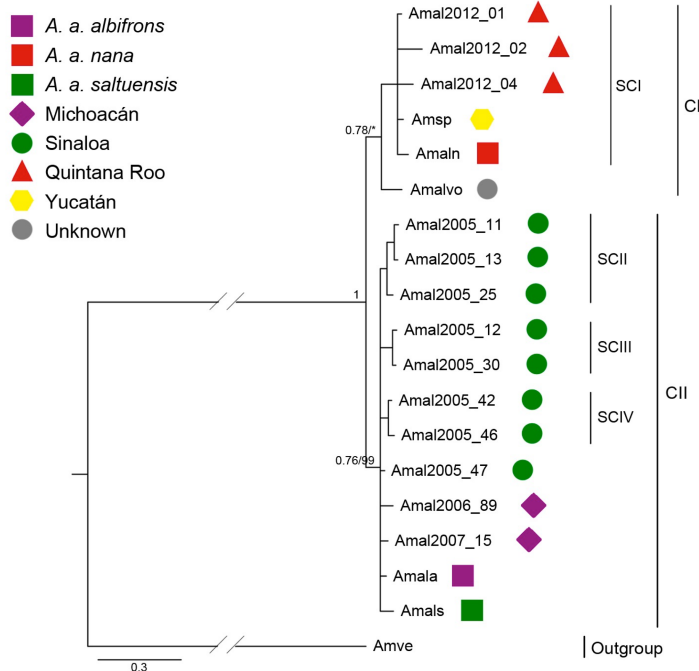 A. a. albifrons
A. a. nana
A. a. saltuensis
Michoacán
Sinaloa
Quintana Roo
Yucatán
Unknown
Amal2012_01
Amal2012_02
Amal2012_04
SCI
CI
Amsp
0.78/*
Amaln
Amalvo
Amal2005_11
Amal2005_13
SCII
Amal2005_25
1
Amal2005_12
SCIII
Amal2005_30
CII
Amal2005_42
SCIV
Amal2005_46
0.76/99
Amal2005_47
Amal2006_89
Amal2007_15
Amala
Amals
Amve
Outgroup
0.3